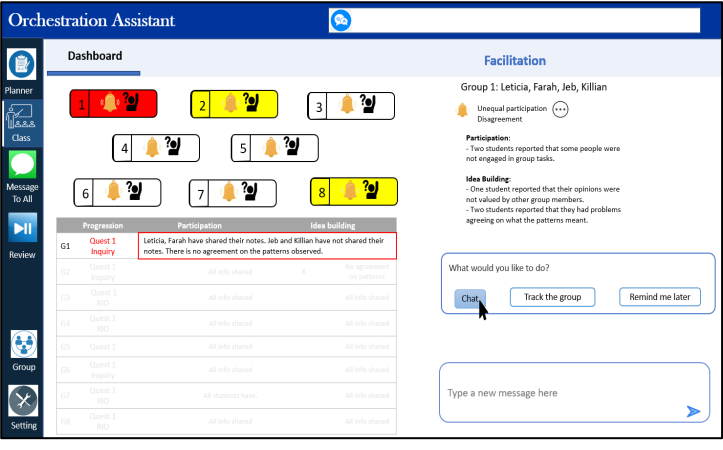 Orchestration Assistant
Dashboard
Facilitation
Planner
Class
Message
To All
Review
Group
Setting
1
2
3
4
5
6
7
8
Progression Participation Idea building
G1 Quest 1
Inquiry
Leticia, Farah have shared their notes. Jeb and Killian have not shared their
notes. There is no agreement on the patterns observed.
G2 Quest 1
Inquiry
All info shared
X
No agreement
on patterns
G3 Quest 1
RIO
All info shared All info shared
G4 Quest 1
RIO
All info shared All info shared
G5 Quest 1 All info shared All info shared
G6 Quest 1
Inquiry
All info shared All info shared
G7 Quest 1
RIO
All students have. All info shared
G8 Quest 1
RIO
All info shared All info shared
Group 1: Leticia, Farah, Jeb, Killian
Unequal participation
Disagreement
Participation:
- Two students reported that some people were
not engaged in group tasks.
Idea Building:
- One student reported that their opinions were
not valued by other group members.
- Two students reported that they had problems
agreeing on what the patterns meant.
What would you like to do?
Chat Track the group Remind me later
Type a new message here